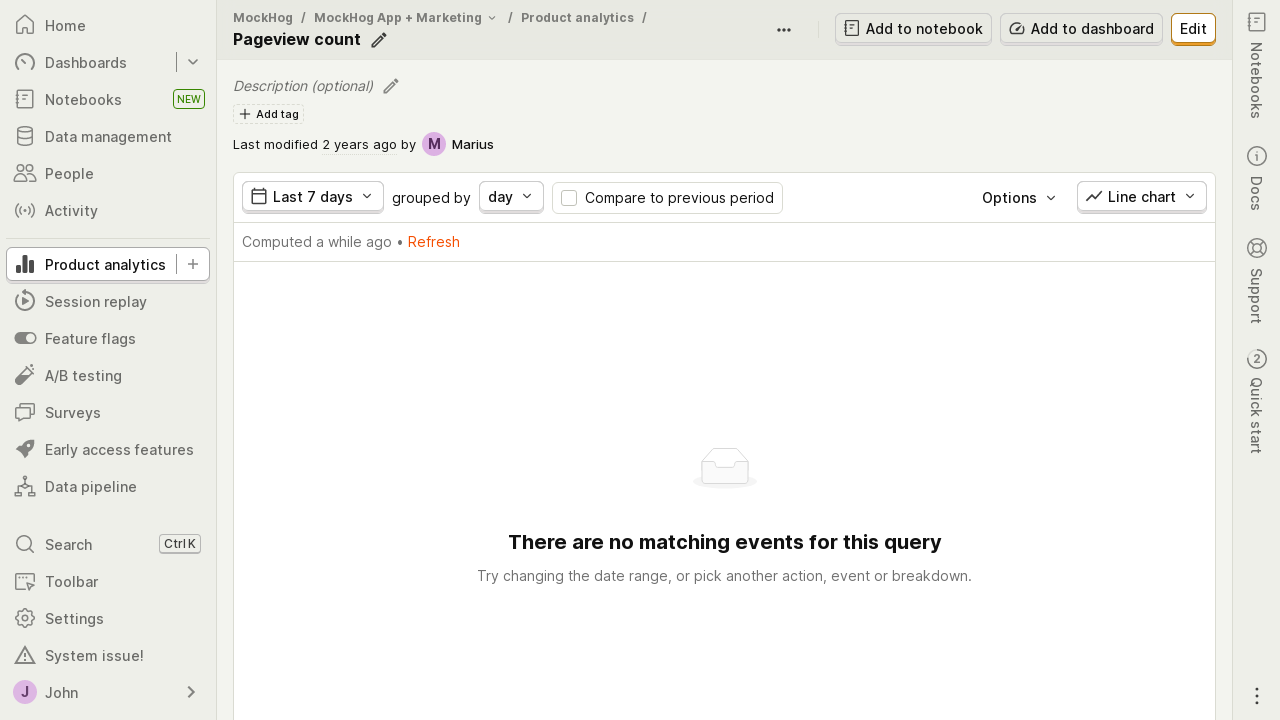 Home
Dashboards
Notebooks
NEW
Data management
People
Activity
Product analytics
Session replay
Feature flags
A/B testing
Surveys
Early access features
Data pipeline
Search
Ctrl K
Toolbar
Settings
System issue!
J
John
MockHog / MockHog App + Marketing / Product analytics /
Pageview count
Add to notebook
Add to dashboard
Edit
Description (optional)
Add tag
Last modified 2 years ago by M Marius
Last 7 days grouped by day Compare to previous period
Options
Line chart
Computed a while ago • Refresh
There are no matching events for this query
Try changing the date range, or pick another action, event or breakdown.
Notebooks
Docs
Support
2
Quick start